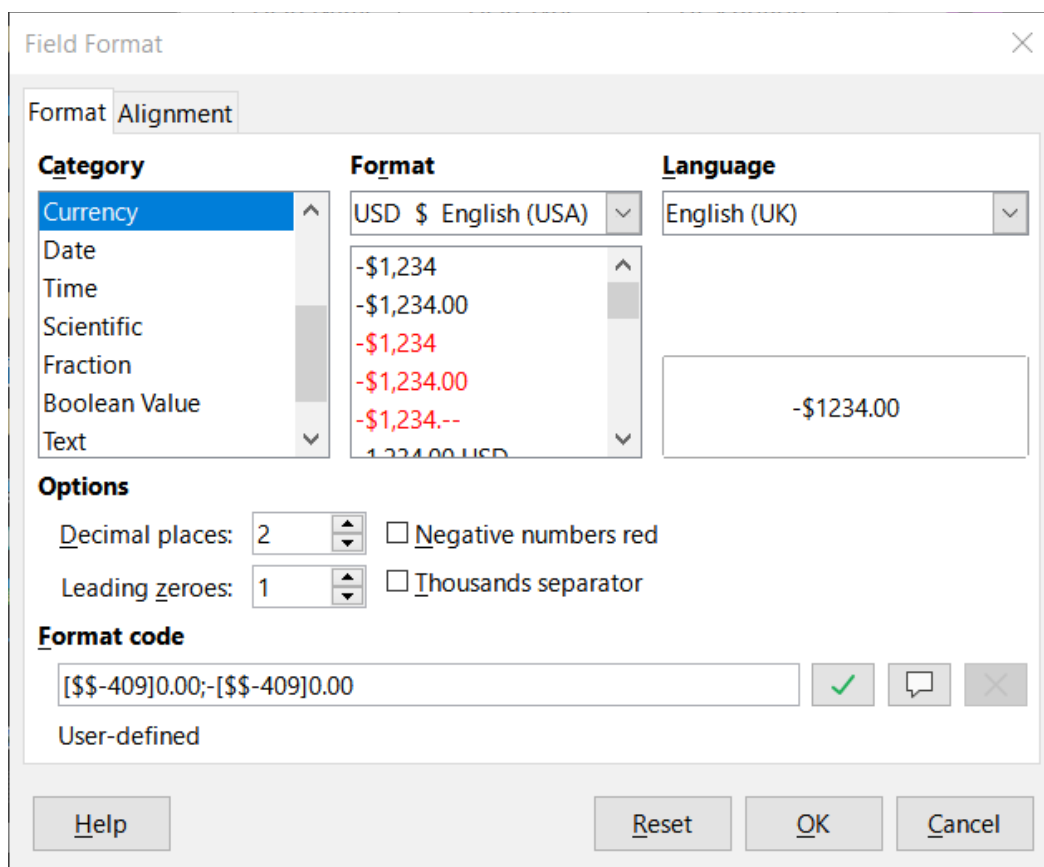 Field Format
Format Alignment
Category Format Language
Currency USD $ English (USA) English (UK)
Date -$1,234
Time -$1,234.00
Scientific -$1,234
Fraction -$1,234.00
Boolean Value -$1,234.-- -$1234.00
Text
Options
Decimal places: 2 Negative numbers red
Leading zeroes: 1 Thousands separator
Format code
[$$-409]0.00;-[$$-409]0.00
User-defined
Help Reset OK Cancel